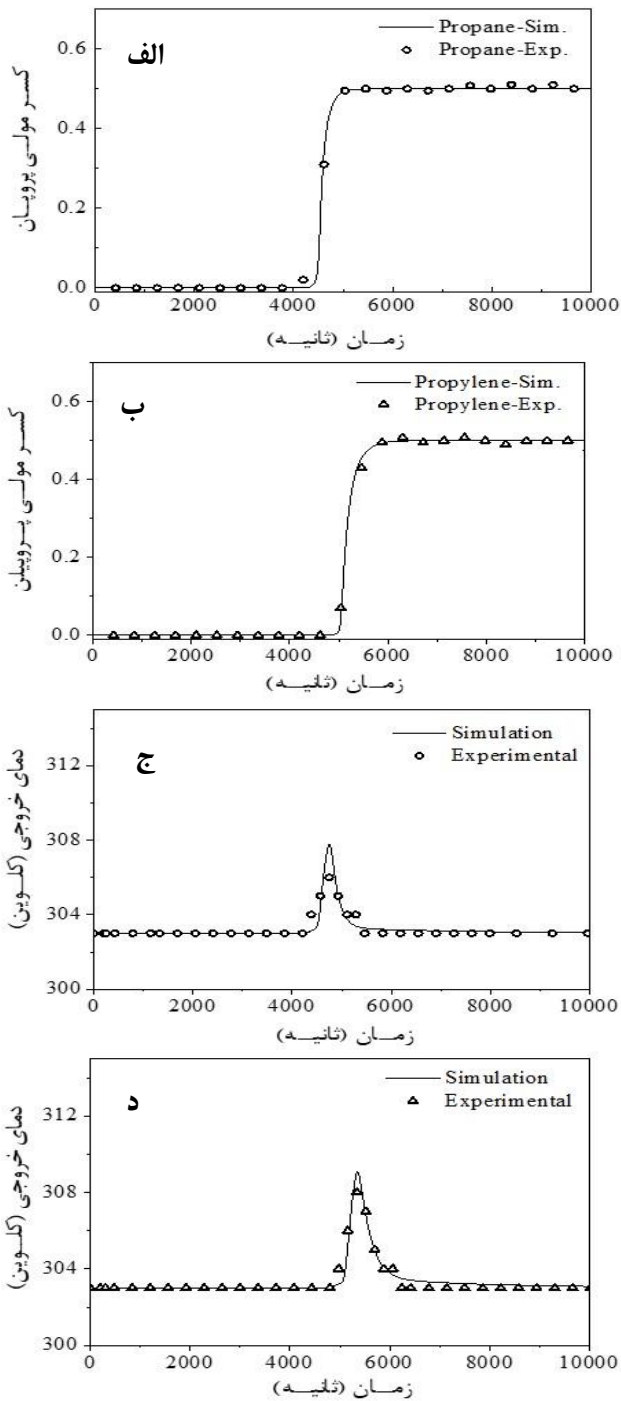 الف
Propane-Sim.
Propane-Exp.
کسر مولی پروپان
0.6
0.4
0.2
0.0
0 2000 4000 6000 8000 10000
زمان (ثانیه)
ب
Propylene-Sim.
Propylene-Exp.
کسر مولی پروپیلن
0.6
0.4
0.2
0.0
0 2000 4000 6000 8000 10000
زمان (ثانیه)
ج
Simulation
Experimental
دمای خروجی (کلوین)
312
308
304
300
0 2000 4000 6000 8000 10000
زمان (ثانیه)
د
Simulation
Experimental
دمای خروجی (کلوین)
312
308
304
300
0 2000 4000 6000 8000 10000
زمان (ثانیه)